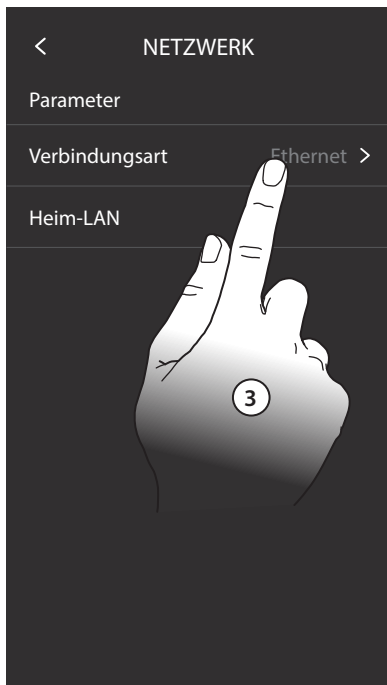 < NETZWERK
Parameter
Verbindungsart Ethernet >
Heim-LAN
3